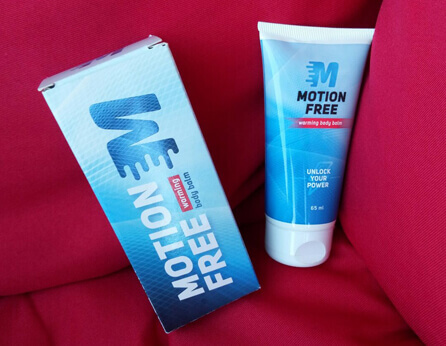 M
MOTION
FREE
warming
body balm
M
MOTION
FREE
warming body balm
UNLOCK
YOUR
POWER
65 ml